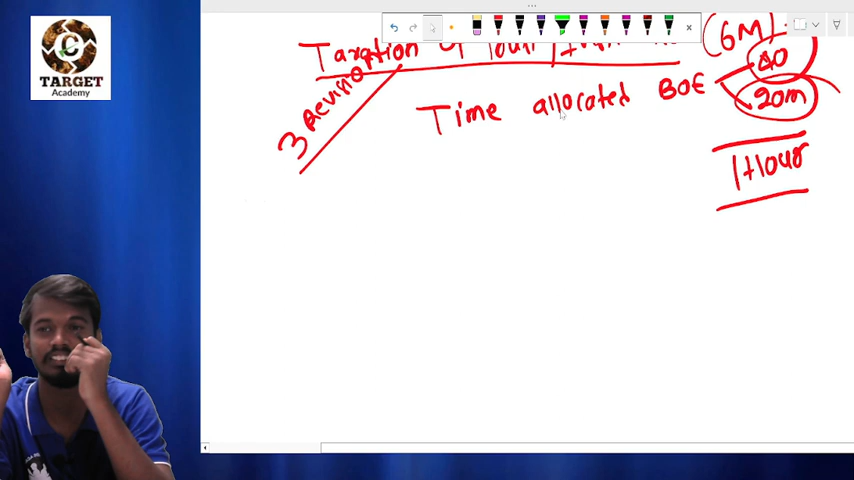 TARGET
Academy
Taxation of (6M)
40
3 Revision
Time allocated BOE 20m
1 Hour